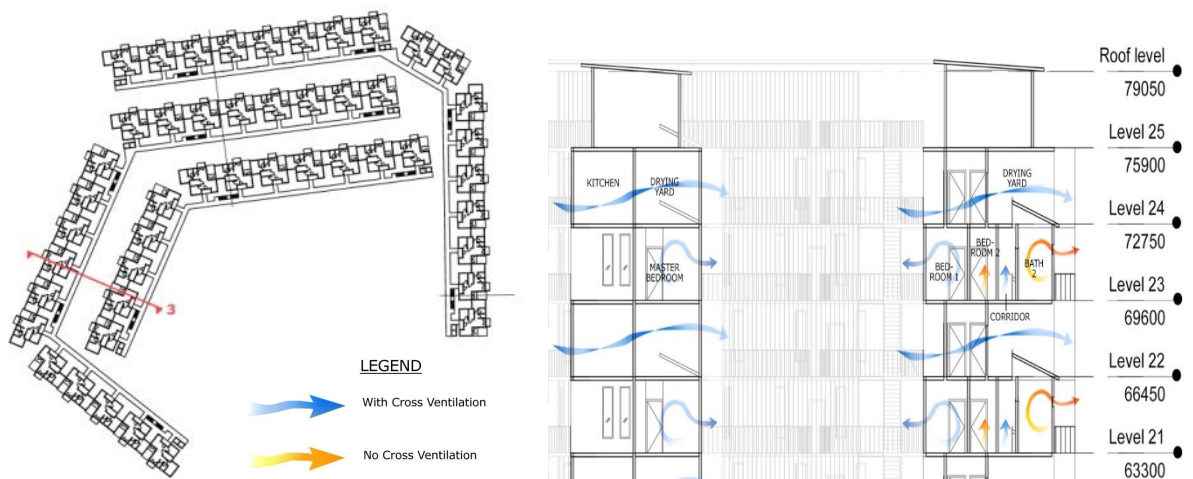 3
LEGEND
With Cross Ventilation
No Cross Ventilation
Roof level
79050
Level 25
75900
KITCHEN
DRYING
YARD
DRYING
YARD
Level 24
72750
MASTER
BEDROOM
BED-
ROOM 1
BED-
ROOM 2
BATH
2
Level 23
69600
CORRIDOR
Level 22
66450
Level 21
63300